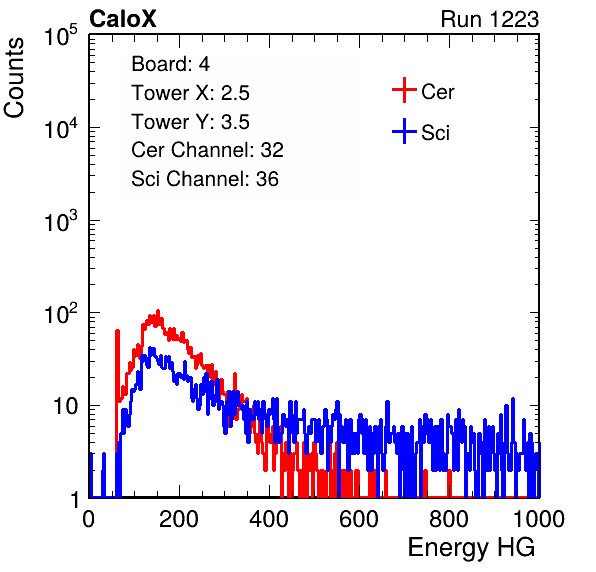 CaloX Run 1223
Counts
10^5
10^4
10^3
10^2
10
1
Board: 4
Tower X: 2.5
Tower Y: 3.5
Cer Channel: 32
Sci Channel: 36
Cer
Sci
0 200 400 600 800 1000
Energy HG